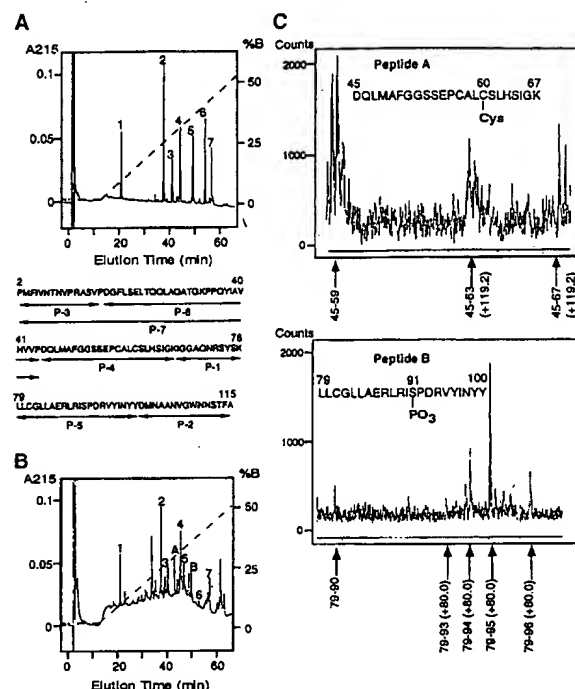 A
A215
%B
0.1
50
0.05
25
0
0
1
2
3
4
5
6
7
0
20
40
60
Elution Time (min)
2
40
PMFIVNTNVPRASVPDGFLSELTQQLAQATGKPPQYIAV
P-3
P-6
P-7
41
78
HVVPDQLMAFGGSSEPCALCSLHSIGKIGGAQNRSYSK
P-4
P-1
79
115
LLCGLLAERLRISPDRVYINYYDMNAANVGWNNSTFA
P-5
P-2
B
A215
%B
0.1
50
0.05
25
0
0
1
2
3
A
4
5
B
6
7
0
20
40
60
Elution Time (min)
C
Counts
2000
1000
0
Peptide A
45
60
67
DQLMAFGGSSEPCALCSLHSIGK
Cys
45-59
45-63
(+119.2)
45-67
(+119.2)
Counts
2000
1000
0
Peptide B
79
91
100
LLCGLLAERLRISPDRVYINYY
PO3
79-90
79-93 (+80.0)
79-94 (+80.0)
79-95 (+80.0)
79-96 (+80.0)